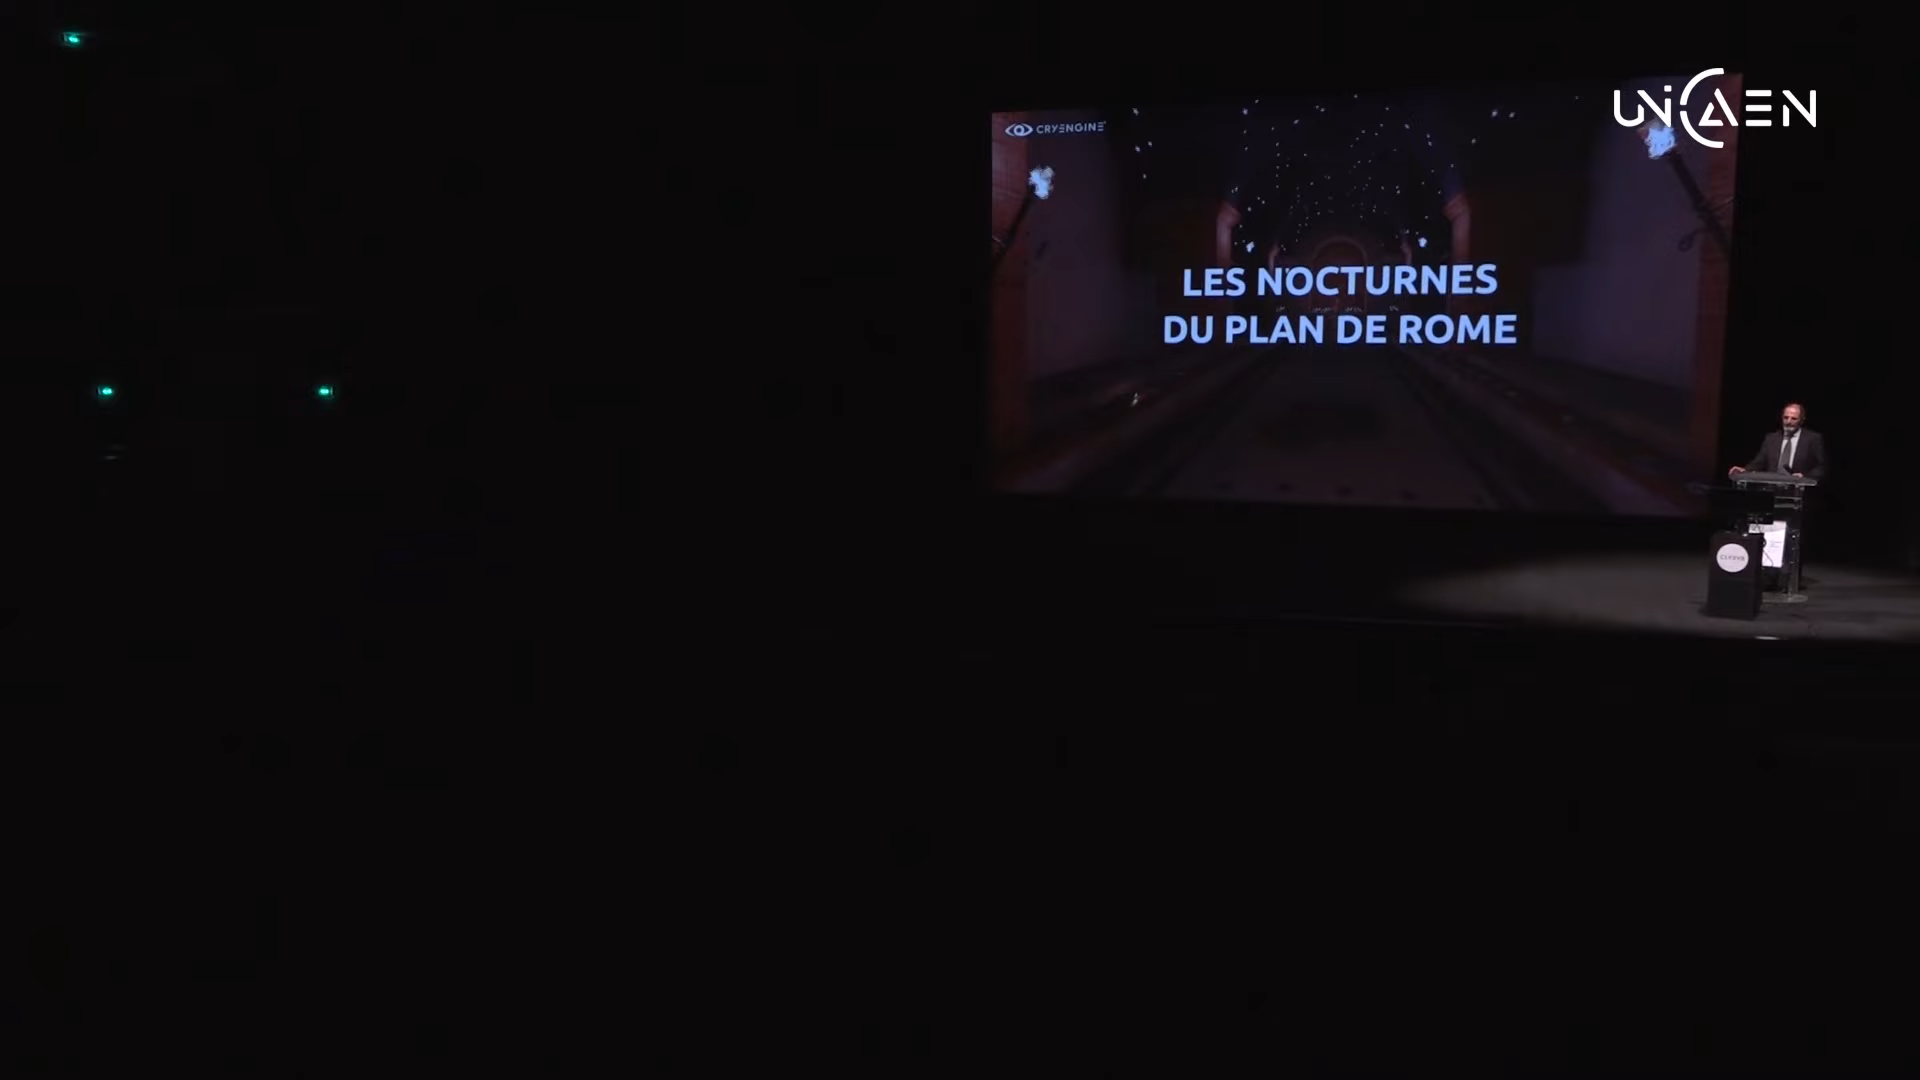 UNICAEN
CRYENGINE
LES NOCTURNES
DU PLAN DE ROME